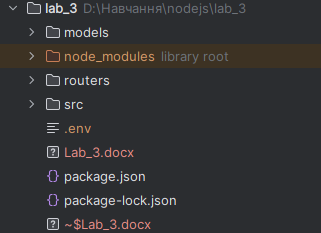 lab_3 D:\Навчання\nodejs\lab_3
models
node_modules library root
routers
src
.env
Lab_3.docx
package.json
package-lock.json
~$Lab_3.docx